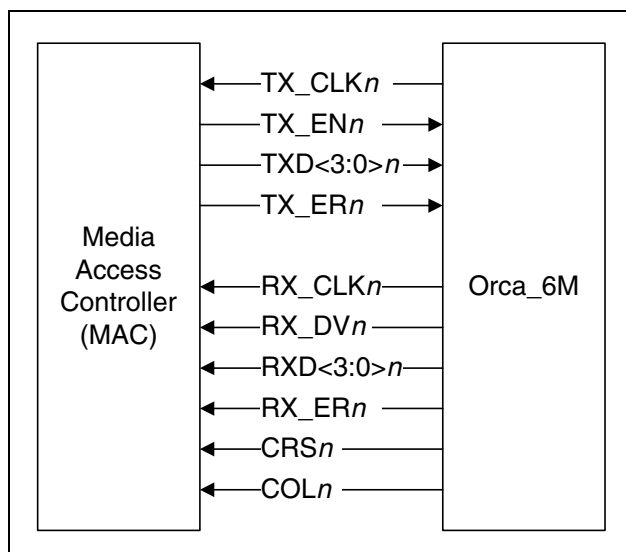 TX_CLKn
TX_ENn
TXD<3:0>n
TX_ERn
Media
Access
Controller
(MAC)
RX_CLKn
RX_DVn
RXD<3:0>n
RX_ERn
CRSn
COLn
Orca_6M